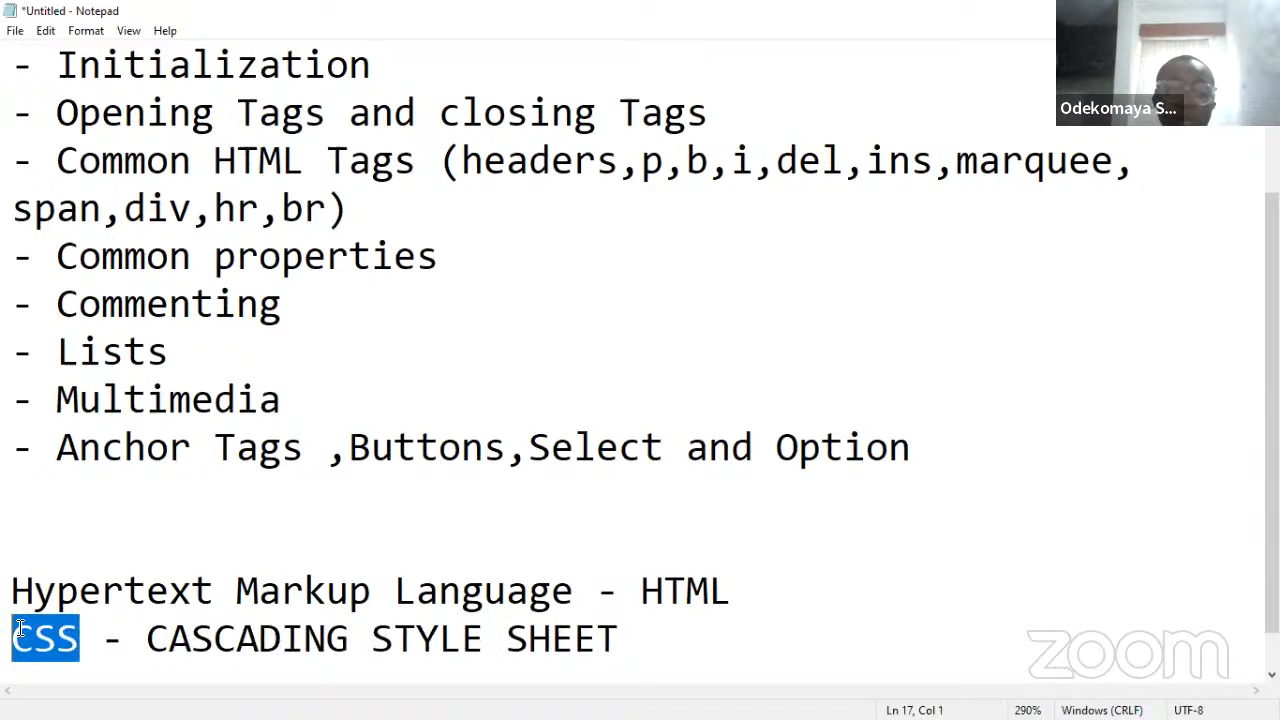 *Untitled - Notepad
File Edit Format View Help
- Initialization
- Opening Tags and closing Tags
- Common HTML Tags (headers,p,b,i,del,ins,marquee,
span,div,hr,br)
- Common properties
- Commenting
- Lists
- Multimedia
- Anchor Tags ,Buttons,Select and Option
Hypertext Markup Language - HTML
CSS - CASCADING STYLE SHEET
Odekomaya S...
zoom
Ln 17, Col 1 290% Windows (CRLF) UTF-8